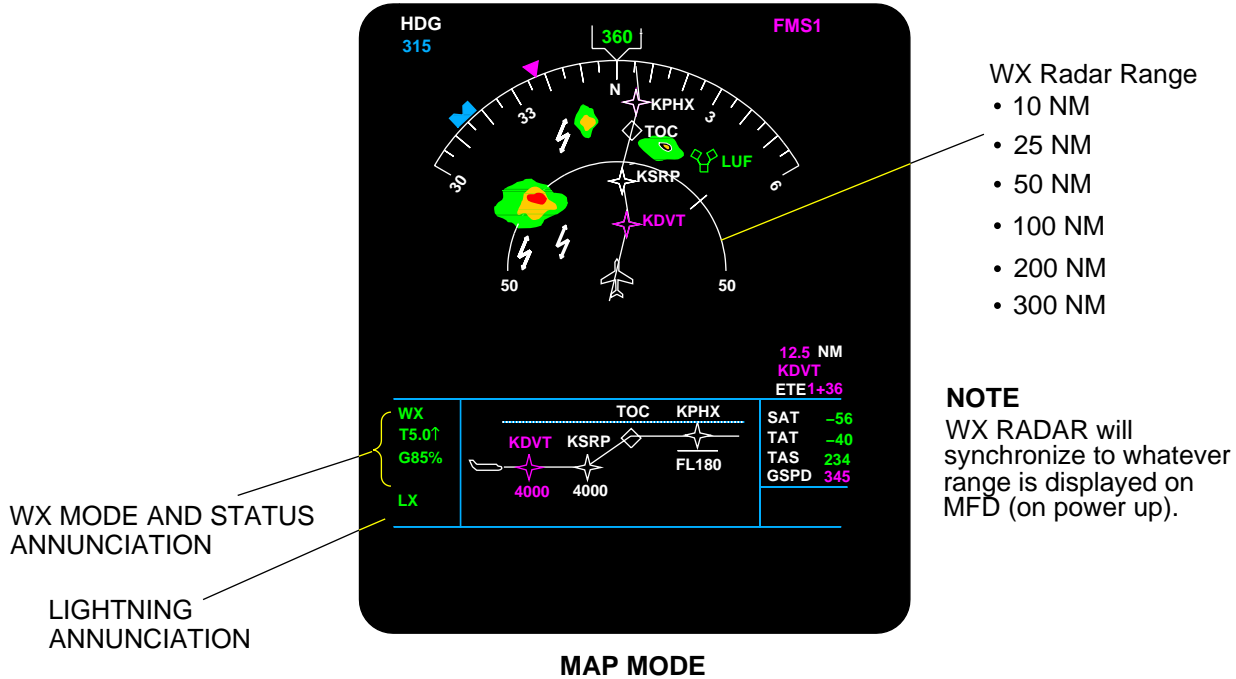 HDG
315
360
FMS1
N
33
3
30
6
KPHX
TOC
LUF
KSRP
KDVT
50
50
12.5 NM
KDVT
ETE1+36
WX
T5.0↑
G85%
LX
TOC
KPHX
KDVT
KSRP
FL180
4000
4000
SAT −56
TAT −40
TAS 234
GSPD 345
WX Radar Range
• 10 NM
• 25 NM
• 50 NM
• 100 NM
• 200 NM
• 300 NM
NOTE
WX RADAR will
synchronize to whatever
range is displayed on
MFD (on power up).
WX MODE AND STATUS
ANNUNCIATION
LIGHTNING
ANNUNCIATION
MAP MODE